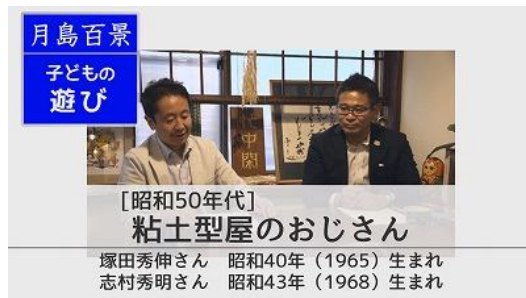 月島百景
子どもの
遊び
[昭和50年代]
粘土型屋のおじさん
塚田秀伸さん 昭和40年（1965）生まれ
志村秀明さん 昭和43年（1968）生まれ